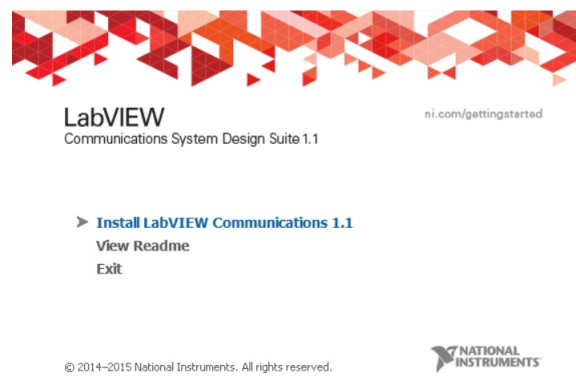 LabVIEW
Communications System Design Suite 1.1
ni.com/gettingstarted
Install LabVIEW Communications 1.1
View Readme
Exit
© 2014–2015 National Instruments. All rights reserved.
NATIONAL
INSTRUMENTS